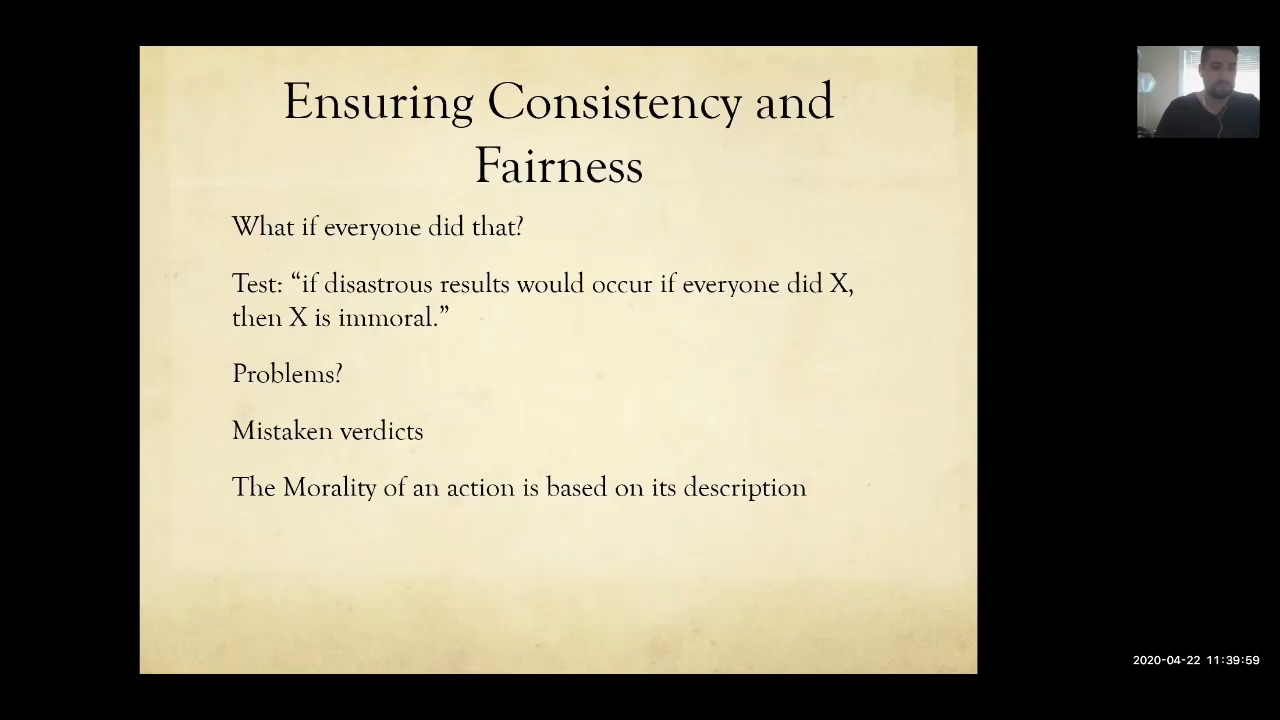 Ensuring Consistency and
Fairness
What if everyone did that?
Test: “if disastrous results would occur if everyone did X,
then X is immoral.”
Problems?
Mistaken verdicts
The Morality of an action is based on its description
2020-04-22 11:39:59